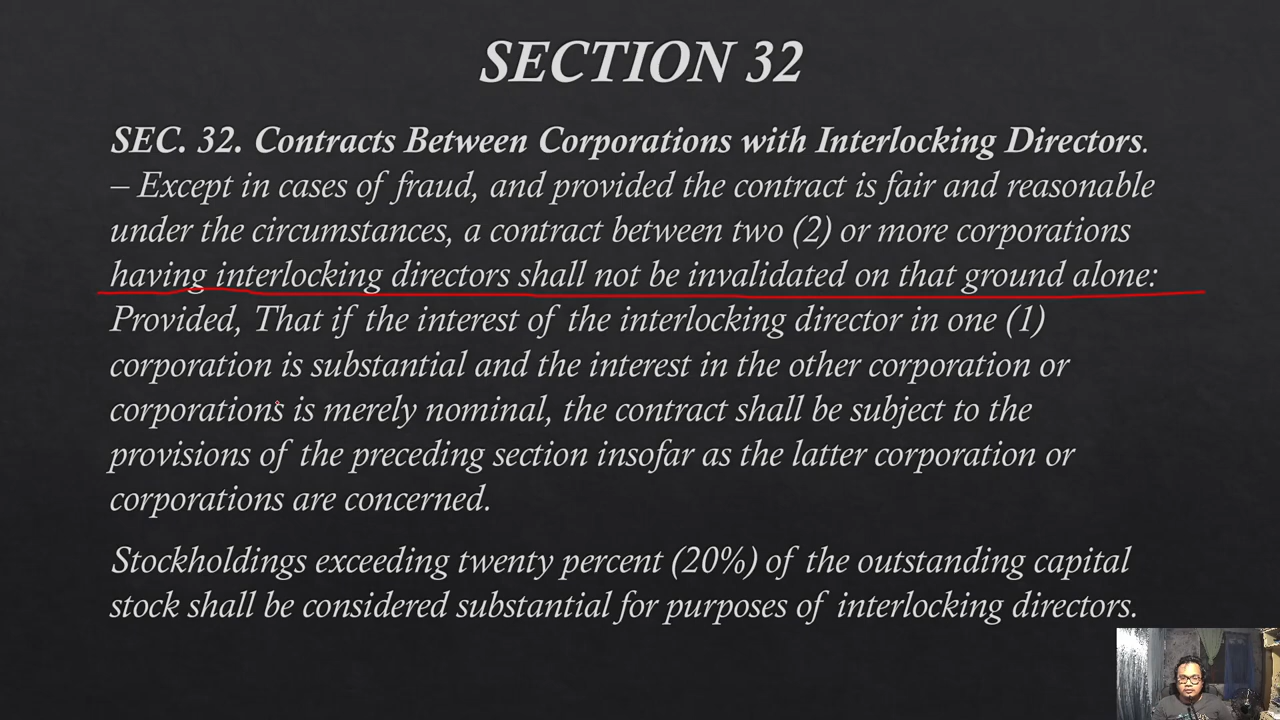 SECTION 32
SEC. 32. Contracts Between Corporations with Interlocking Directors.
– Except in cases of fraud, and provided the contract is fair and reasonable
under the circumstances, a contract between two (2) or more corporations
having interlocking directors shall not be invalidated on that ground alone:
Provided, That if the interest of the interlocking director in one (1)
corporation is substantial and the interest in the other corporation or
corporations is merely nominal, the contract shall be subject to the
provisions of the preceding section insofar as the latter corporation or
corporations are concerned.
Stockholdings exceeding twenty percent (20%) of the outstanding capital
stock shall be considered substantial for purposes of interlocking directors.